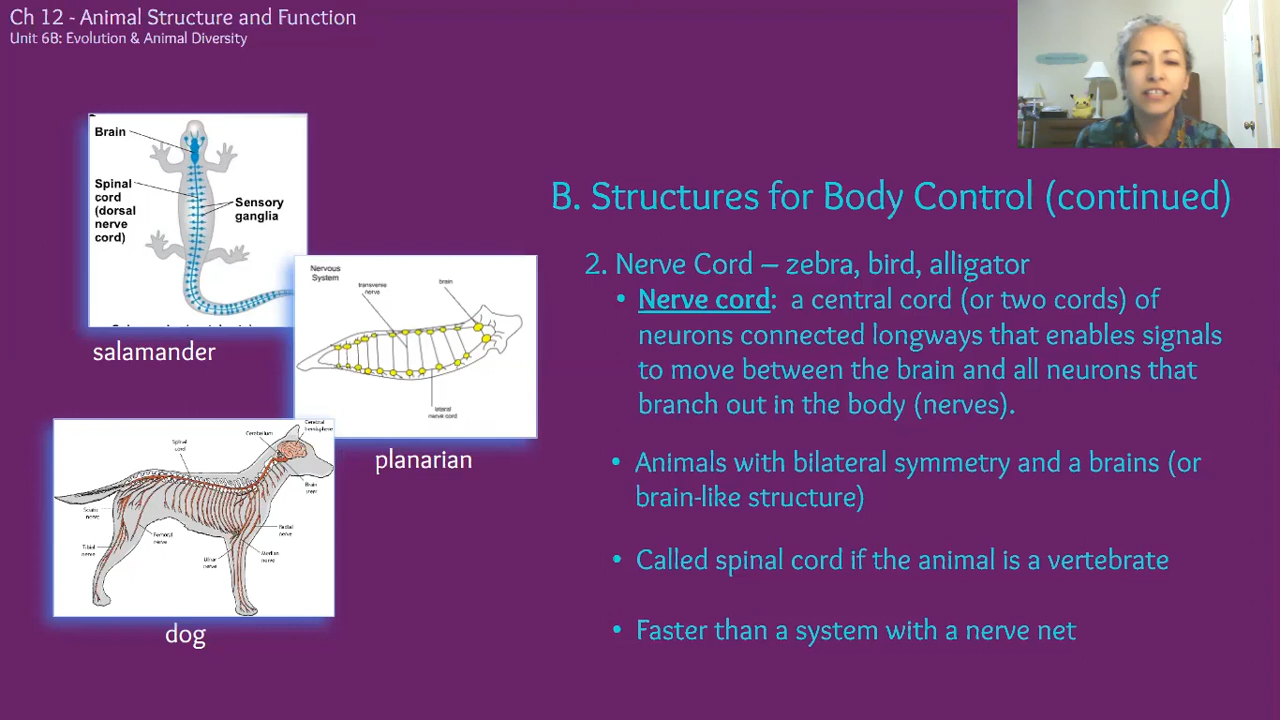 Ch 12 - Animal Structure and Function
Unit 6B: Evolution & Animal Diversity
Brain
Spinal
cord
(dorsal
nerve
cord)
Sensory
ganglia
salamander
Nervous
System
transverse
nerve
brain
lateral
nerve cord
planarian
Spinal
cord
Cerebellum
Cerebral
hemisphere
Brain
stem
Sciatic
nerve
Tibial
nerve
Femoral
nerve
Ulnar
nerve
Radial
nerve
Median
nerve
dog
B. Structures for Body Control (continued)
2. Nerve Cord – zebra, bird, alligator
• Nerve cord: a central cord (or two cords) of
neurons connected longways that enables signals
to move between the brain and all neurons that
branch out in the body (nerves).
• Animals with bilateral symmetry and a brains (or
brain-like structure)
• Called spinal cord if the animal is a vertebrate
• Faster than a system with a nerve net